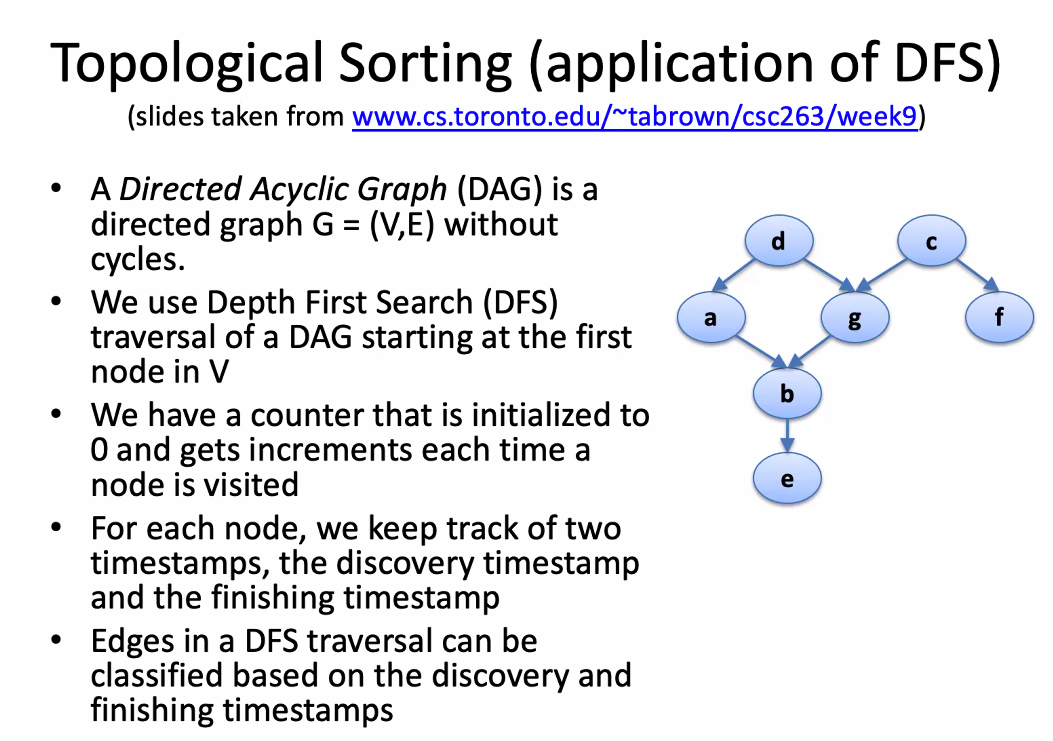 Topological Sorting (application of DFS)
(slides taken from www.cs.toronto.edu/~tabrown/csc263/week9)
• A Directed Acyclic Graph (DAG) is a
directed graph G = (V,E) without
cycles.
• We use Depth First Search (DFS)
traversal of a DAG starting at the first
node in V
• We have a counter that is initialized to
0 and gets increments each time a
node is visited
• For each node, we keep track of two
timestamps, the discovery timestamp
and the finishing timestamp
• Edges in a DFS traversal can be
classified based on the discovery and
finishing timestamps
d c
a g f
b
e